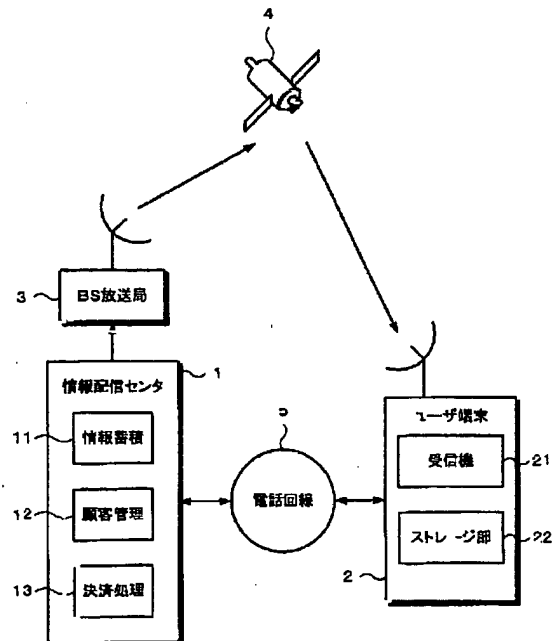 4
3
BS放送局
情報配信センタ
1
11
情報蓄積
12
顧客管理
13
決済処理
5
電話回線
ユーザ端末
受信機
21
ストレージ部
22
2